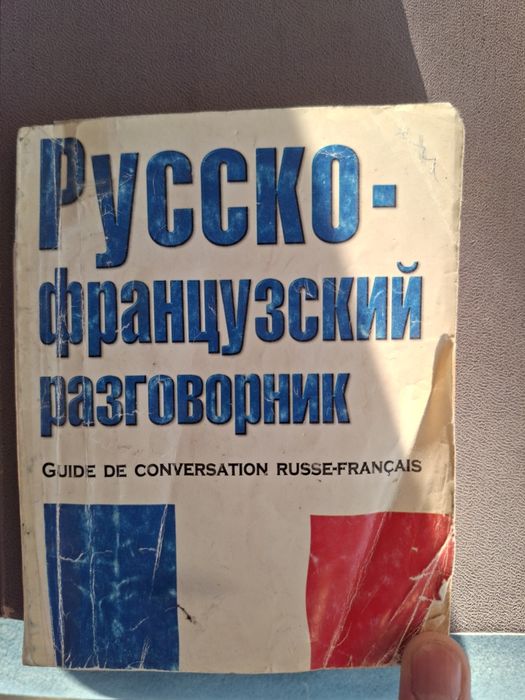 Русско-
французский
разговорник
GUIDE DE CONVERSATION RUSSE-FRANÇAIS